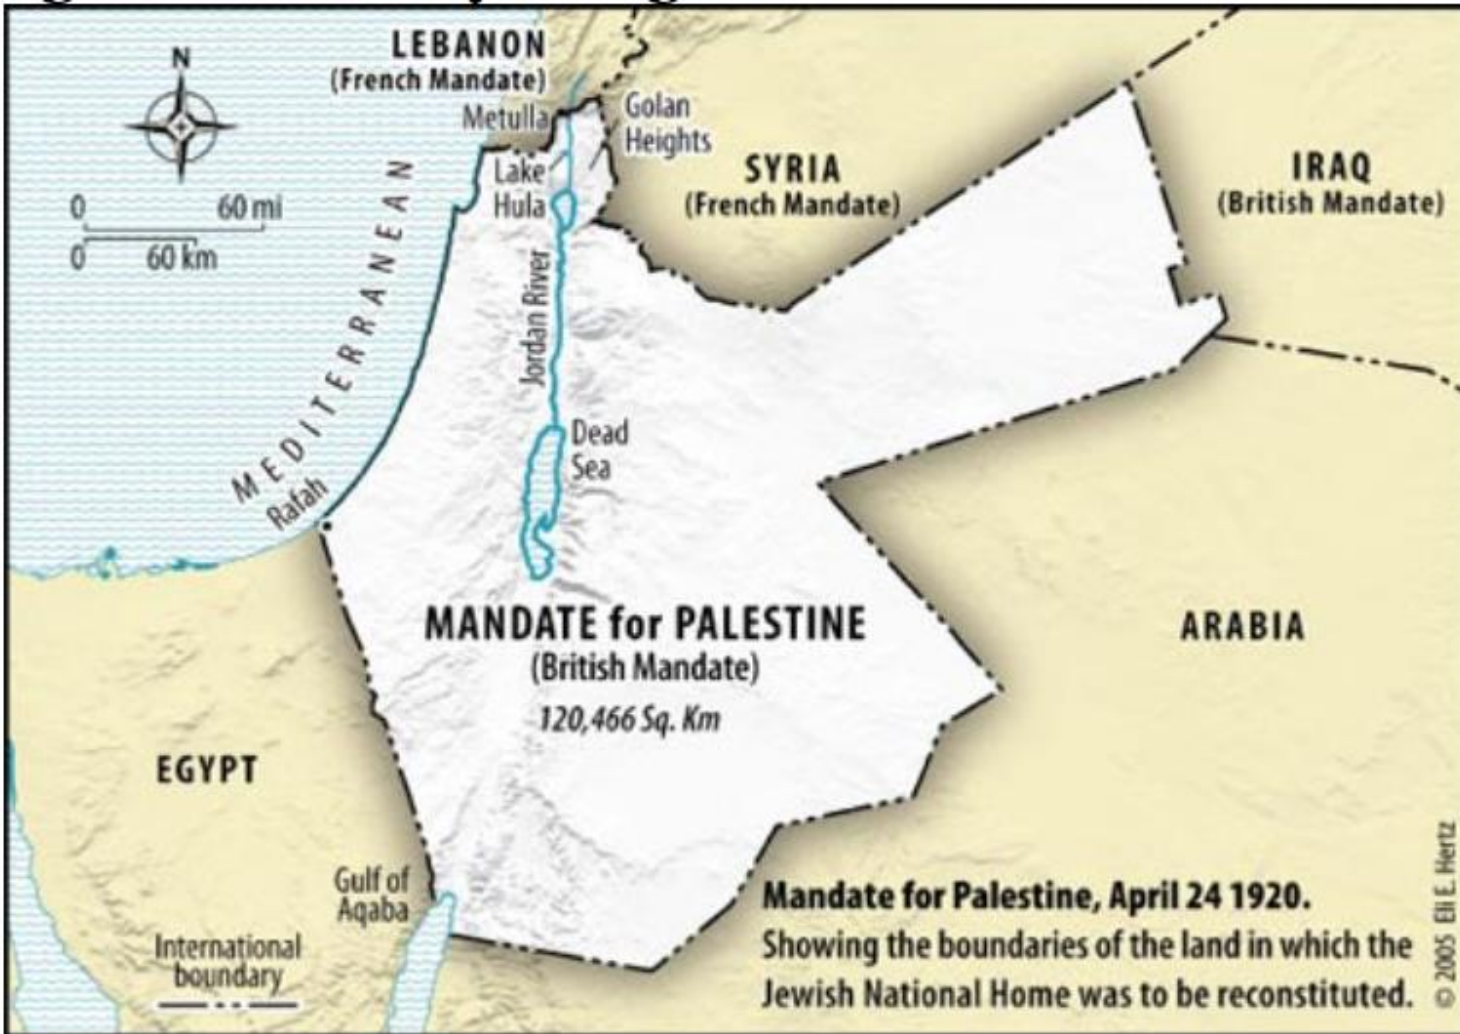 N
0 60 mi
0 60 km
LEBANON
(French Mandate)
Metulla
Golan
Heights
Lake
Hula
SYRIA
(French Mandate)
IRAQ
(British Mandate)
MEDITERRANEAN
Jordan River
Rafah
Dead
Sea
MANDATE for PALESTINE
(British Mandate)
120,466 Sq. Km
ARABIA
EGYPT
Gulf of
Aqaba
International
boundary
Mandate for Palestine, April 24 1920.
Showing the boundaries of the land in which the
Jewish National Home was to be reconstituted.
© 2005 Eli E. Hertz